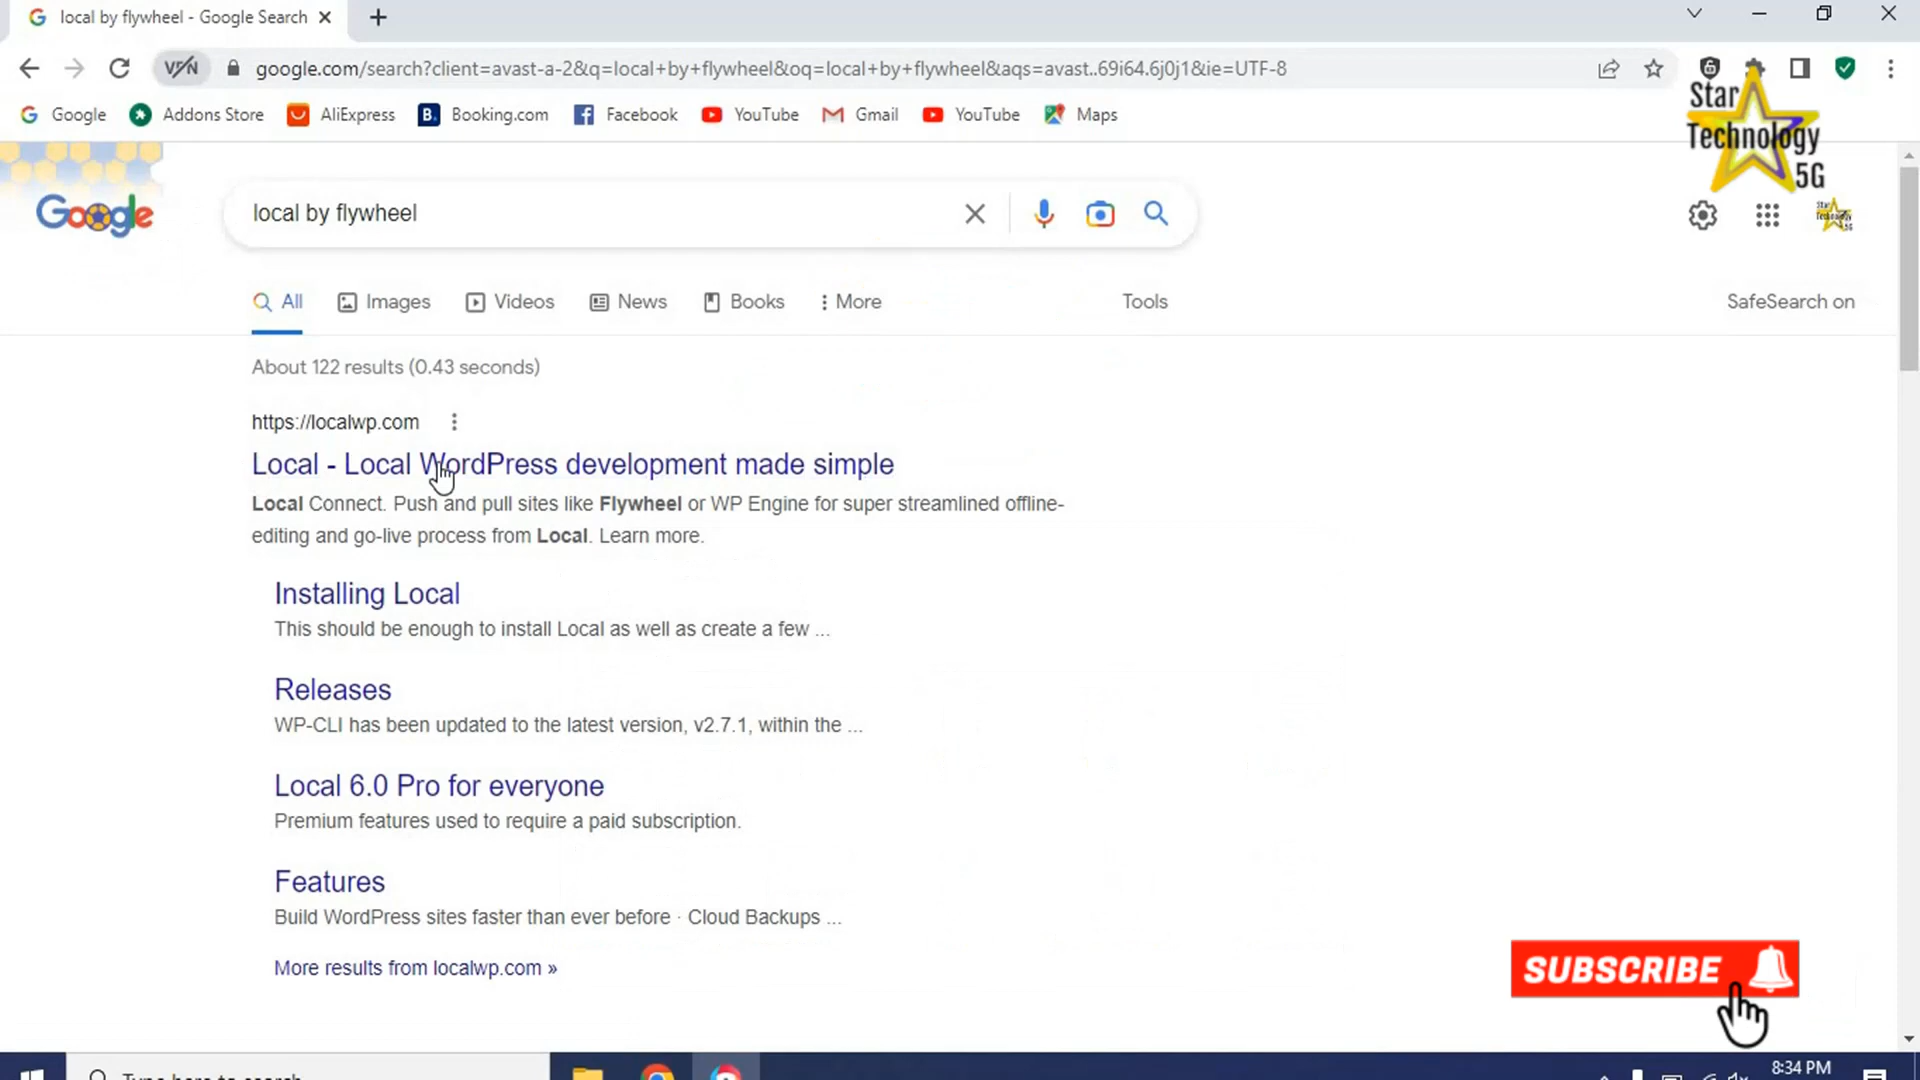 local by flywheel - Google Search
VPN
google.com/search?client=avast-a-2&q=local+by+flywheel&oq=local+by+flywheel&aqs=avast..69i64.6j0j1&ie=UTF-8
Google Addons Store AliExpress B. Booking.com Facebook YouTube Gmail YouTube Maps
Star
Technology
5G
Google
local by flywheel
All Images Videos News Books More Tools SafeSearch on
About 122 results (0.43 seconds)
https://localwp.com
Local - Local WordPress development made simple
Local Connect. Push and pull sites like Flywheel or WP Engine for super streamlined offline-
editing and go-live process from Local. Learn more.
Installing Local
This should be enough to install Local as well as create a few ...
Releases
WP-CLI has been updated to the latest version, v2.7.1, within the ...
Local 6.0 Pro for everyone
Premium features used to require a paid subscription.
Features
Build WordPress sites faster than ever before · Cloud Backups ...
More results from localwp.com »
SUBSCRIBE
Type here to search
8:34 PM